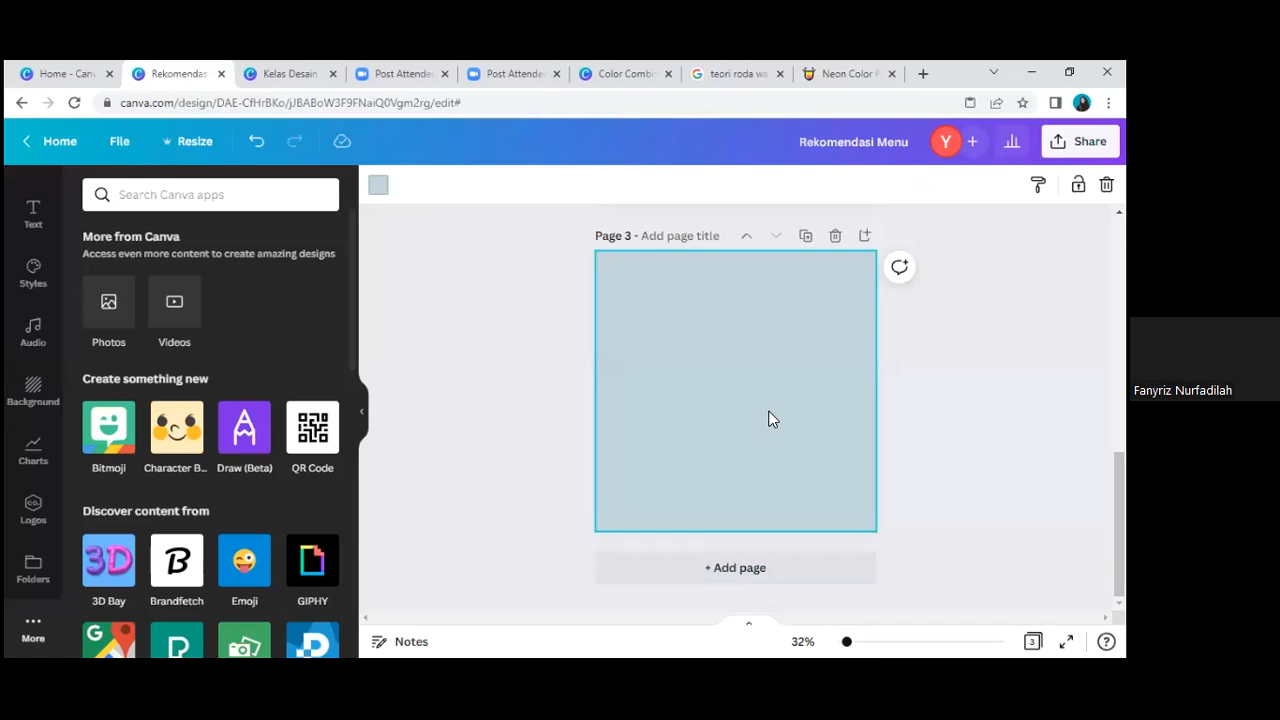 Home - Canv
Rekomendas
Kelas Desain
Post Attende
Post Attende
Color Combin
teori roda wa
Neon Color P
canva.com/design/DAE-CfHrBKo/jJBABoW3F9FNaiQ0Vgm2rg/edit#
Home
File
Resize
Rekomendasi Menu
Y
Share
Text
Styles
Audio
Background
Charts
CO.
Logos
Folders
More
Search Canva apps
More from Canva
Access even more content to create amazing designs
Photos
Videos
Create something new
Bitmoji
Character B...
Draw (Beta)
QR Code
Discover content from
3D
B
3D Bay
Brandfetch
Emoji
GIPHY
G
Page 3 - Add page title
+ Add page
Notes
32%
3
Fanyriz Nurfadilah